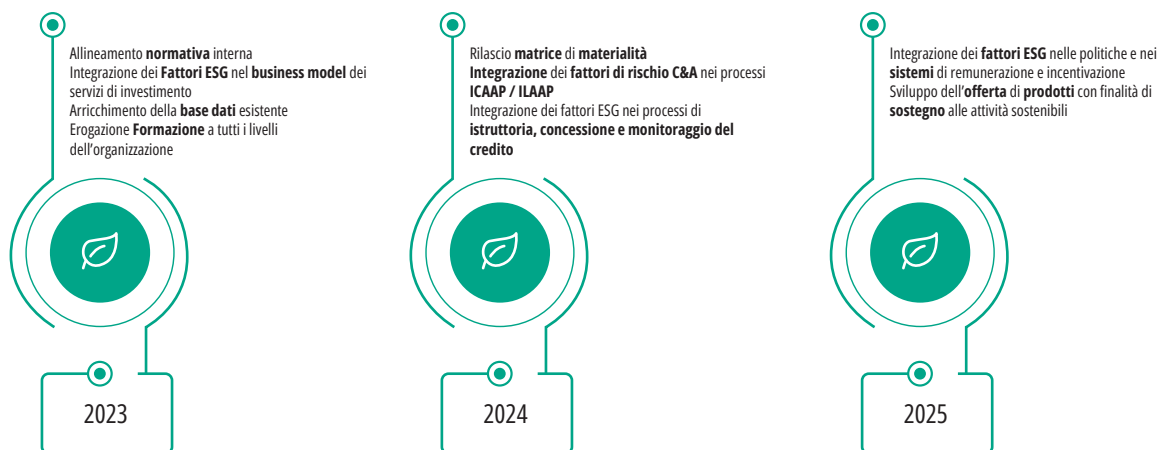 Allineamento normativa interna
Integrazione dei Fattori ESG nel business model dei
servizi di investimento
Arricchimento della base dati esistente
Erogazione Formazione a tutti i livelli
dell'organizzazione
2023
Rilascio matrice di materialità
Integrazione dei fattori di rischio C&A nei processi
ICAAP / ILAAP
Integrazione dei fattori ESG nei processi di
istruttoria, concessione e monitoraggio del
credito
2024
Integrazione dei fattori ESG nelle politiche e nei
sistemi di remunerazione e incentivazione
Sviluppo dell'offerta di prodotti con finalità di
sostegno alle attività sostenibili
2025